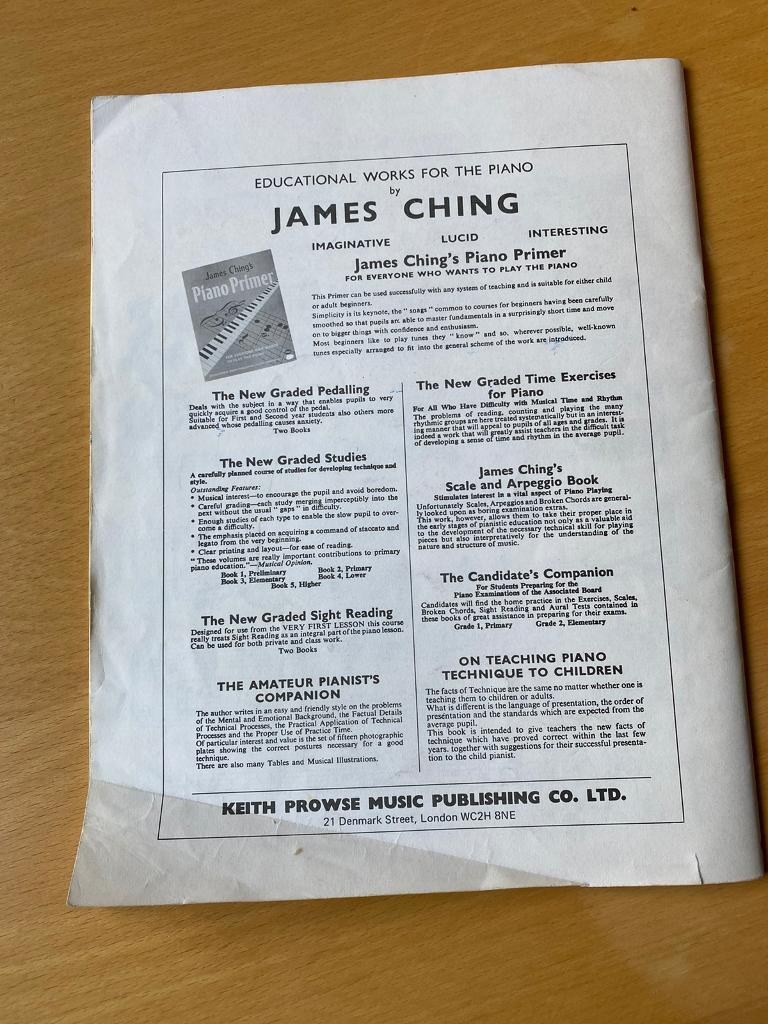 EDUCATIONAL WORKS FOR THE PIANO
by
JAMES CHING
IMAGINATIVE LUCID INTERESTING
James Ching's
Piano Primer
James Ching's Piano Primer
FOR EVERYONE WHO WANTS TO PLAY THE PIANO
This Primer can be used successfully with any system of teaching and is suitable for either child
or adult beginners.
Simplicity is its keynote, the " snags " common to courses for beginners having been carefully
smoothed so that pupils are able to master fundamentals in a surprisingly short time and move
on to bigger things with confidence and enthusiasm.
Most beginners like to play tunes they " know " and so, wherever possible, well-known
tunes especially arranged to fit into the general scheme of the work are introduced.
The New Graded Pedalling
Deals with the subject in a way that enables pupils to very
quickly acquire a good control of the pedal.
Suitable for First and Second year students also others more
advanced whose pedalling causes anxiety.
Two Books
The New Graded Studies
A carefully planned course of studies for developing technique and
style.
Outstanding Features:
• Musical interest—to encourage the pupil and avoid boredom.
• Careful grading—each study merging imperceptibly into the
next without the usual " gaps " in difficulty.
• Enough studies of each type to enable the slow pupil to over-
come a difficulty.
• The emphasis placed on acquiring a command of staccato and
legato from the very beginning.
• Clear printing and layout—for ease of reading.
" These volumes are really important contributions to primary
piano education."—Musical Opinion.
Book 1, Preliminary Book 2, Primary
Book 3, Elementary Book 4, Lower
Book 5, Higher
The New Graded Sight Reading
Designed for use from the VERY FIRST LESSON this course
really treats Sight Reading as an integral part of the piano lesson.
Can be used for both private and class work.
Two Books
THE AMATEUR PIANIST'S
COMPANION
The author writes in an easy and friendly style on the problems
of the Mental and Emotional Background, the Factual Details
of Technical Processes, the Practical Application of Technical
Processes and the Proper Use of Practice Time.
Of particular interest and value is the set of fifteen photographic
plates showing the correct postures necessary for a good
technique.
There are also many Tables and Musical Illustrations.
The New Graded Time Exercises
for Piano
For All Who Have Difficulty with Musical Time and Rhythm
The problems of reading, counting and playing the many
rhythmic groups are here treated systematically but in an interest-
ing manner that will appeal to pupils of all ages and grades. It is
indeed a work that will greatly assist teachers in the difficult task
of developing a sense of time and rhythm in the average pupil.
James Ching's
Scale and Arpeggio Book
Stimulates interest in a vital aspect of Piano Playing
Unfortunately Scales, Arpeggios and Broken Chords are general-
ly looked upon as boring examination extras.
This work, however, allows them to take their proper place in
the early stages of pianistic education not only as a valuable aid
to the development of the necessary technical skill for playing
pieces but also interpretatively for the understanding of the
nature and structure of music.
The Candidate's Companion
For Students Preparing for the
Piano Examinations of the Associated Board
Candidates will find the home practice in the Exercises, Scales,
Broken Chords, Sight Reading and Aural Tests contained in
these books of great assistance in preparing for their exams.
Grade 1, Primary Grade 2, Elementary
ON TEACHING PIANO
TECHNIQUE TO CHILDREN
The facts of Technique are the same no matter whether one is
teaching them to children or adults.
What is different is the language of presentation, the order of
presentation and the standards which are expected from the
average pupil.
This book is intended to give teachers the new facts of
technique which have proved correct within the last few
years, together with suggestions for their successful presenta-
tion to the child pianist.
KEITH PROWSE MUSIC PUBLISHING CO. LTD.
21 Denmark Street, London WC2H 8NE